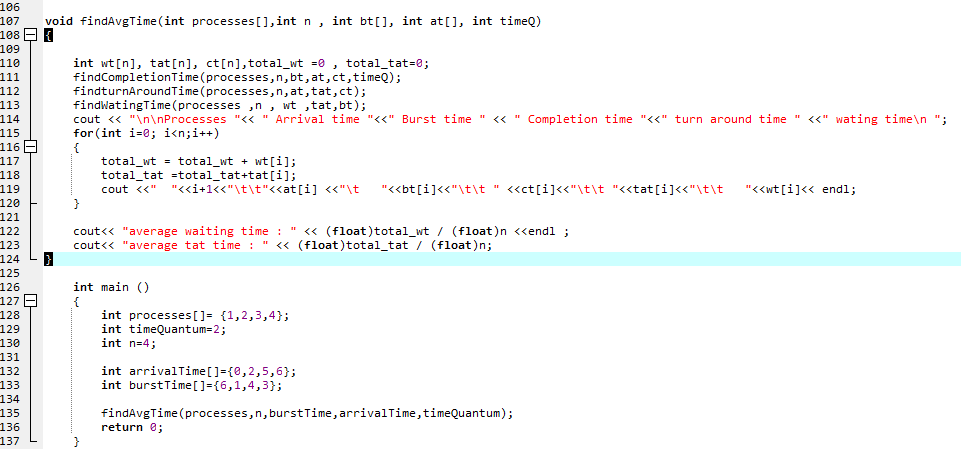 106
107 void findAvgTime(int processes[],int n , int bt[], int at[], int timeQ)
108 {
109
110 int wt[n], tat[n], ct[n],total_wt =0 , total_tat=0;
111 findCompletionTime(processes,n,bt,at,ct,timeQ);
112 findturnAroundTime(processes,n,at,tat,ct);
113 findWatingTime(processes ,n , wt ,tat,bt);
114 cout << "\n\nProcesses "<< " Arrival time "<<" Burst time " << " Completion time "<<" turn around time " <<" wating time\n ";
115 for(int i=0; i<n;i++)
116 {
117 total_wt = total_wt + wt[i];
118 total_tat =total_tat+tat[i];
119 cout <<"  "<<i+1<<"\t\t"<<at[i] <<"\t   "<<bt[i]<<"\t\t " <<ct[i]<<"\t\t "<<tat[i]<<"\t\t   "<<wt[i]<< endl;
120 }
121
122 cout<< "average waiting time : " << (float)total_wt / (float)n <<endl ;
123 cout<< "average tat time : " << (float)total_tat / (float)n;
124 }
125
126 int main ()
127 {
128 int processes[]= {1,2,3,4};
129 int timeQuantum=2;
130 int n=4;
131
132 int arrivalTime[]={0,2,5,6};
133 int burstTime[]={6,1,4,3};
134
135 findAvgTime(processes,n,burstTime,arrivalTime,timeQuantum);
136 return 0;
137 }